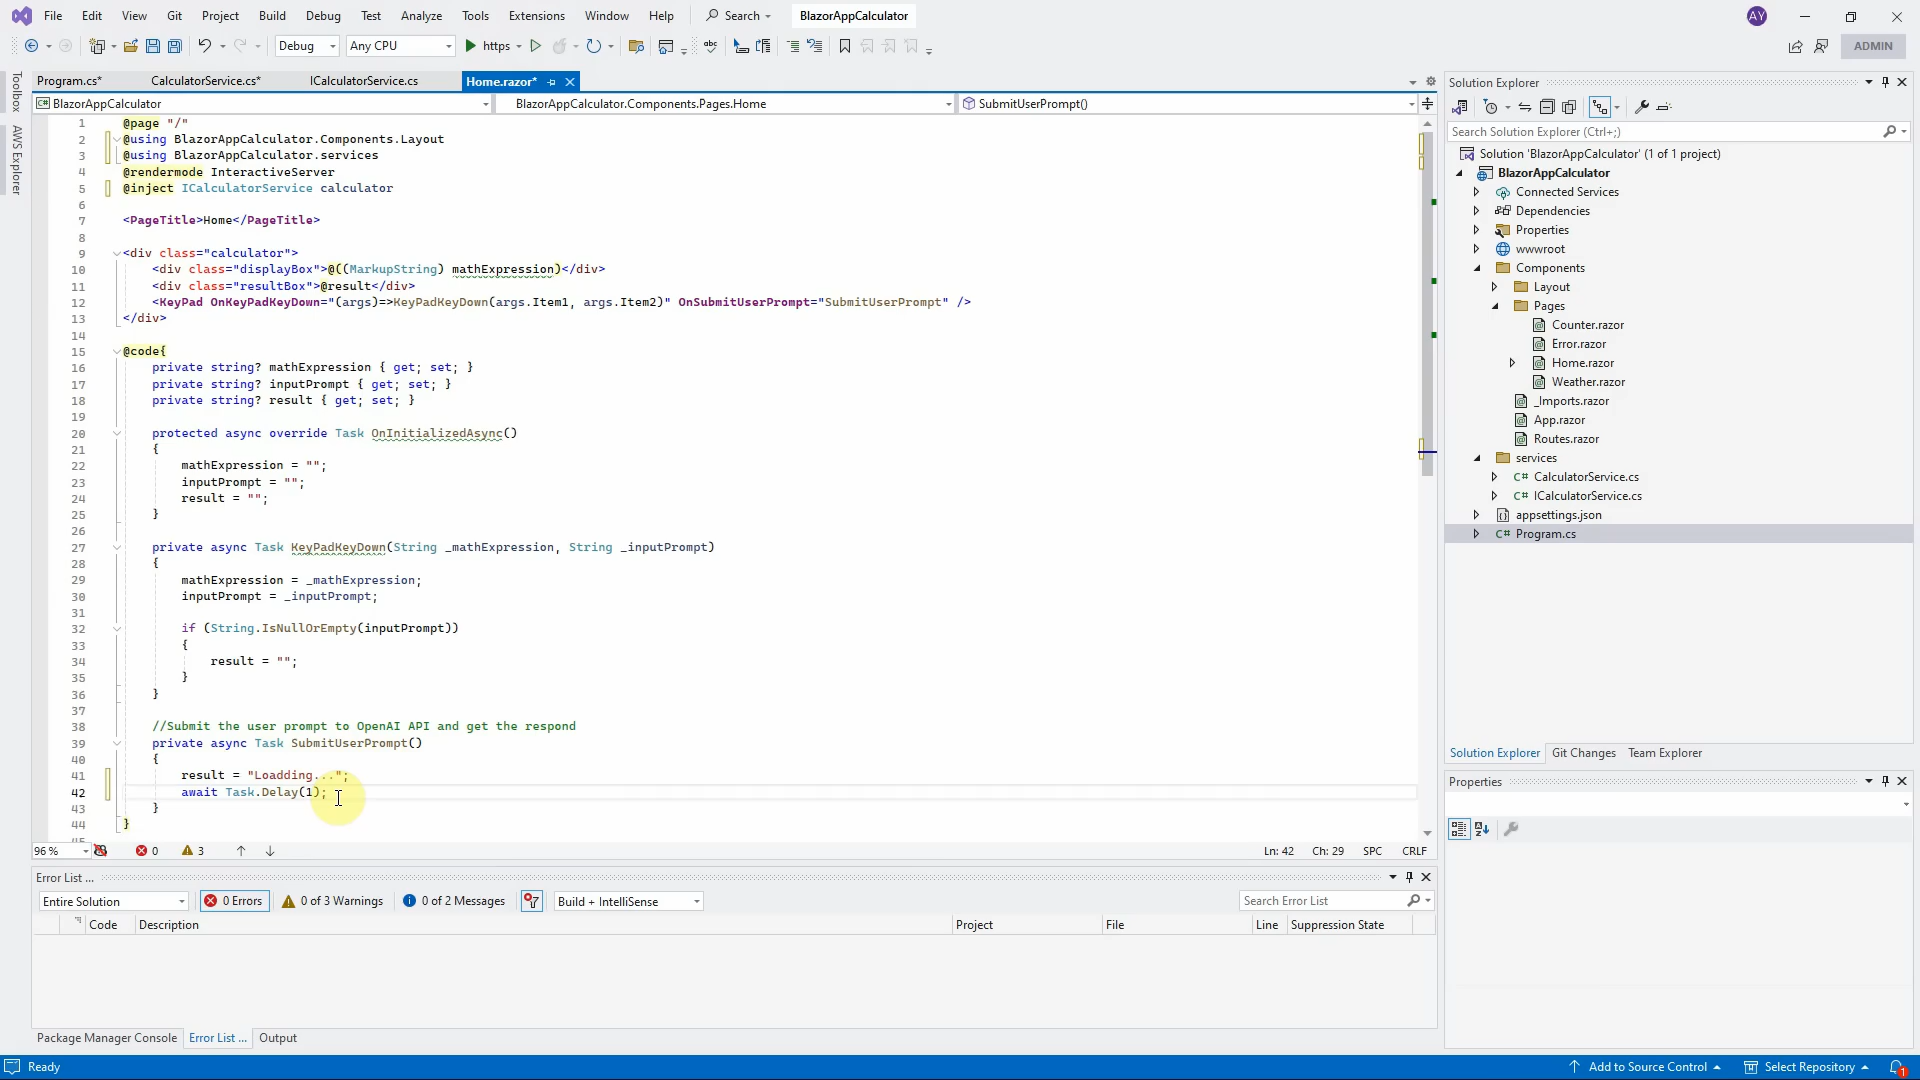 File Edit View Git Project Build Debug Test Analyze Tools Extensions Window Help Search BlazorAppCalculator AY
Debug Any CPU https abc ADMIN
Toolbox
AWS Explorer
Program.cs* CalculatorService.cs* ICalculatorService.cs Home.razor*
BlazorAppCalculator BlazorAppCalculator.Components.Pages.Home SubmitUserPrompt()
1 @page "/"
2 @using BlazorAppCalculator.Components.Layout
3 @using BlazorAppCalculator.services
4 @rendermode InteractiveServer
5 @inject ICalculatorService calculator
6
7 <PageTitle>Home</PageTitle>
8
9 <div class="calculator">
10 <div class="displayBox">@((MarkupString) mathExpression)</div>
11 <div class="resultBox">@result</div>
12 <KeyPad OnKeyPadKeyDown="(args)=>KeyPadKeyDown(args.Item1, args.Item2)" OnSubmitUserPrompt="SubmitUserPrompt" />
13 </div>
14
15 @code{
16 private string? mathExpression { get; set; }
17 private string? inputPrompt { get; set; }
18 private string? result { get; set; }
19
20 protected async override Task OnInitializedAsync()
21 {
22 mathExpression = "";
23 inputPrompt = "";
24 result = "";
25 }
26
27 private async Task KeyPadKeyDown(String _mathExpression, String _inputPrompt)
28 {
29 mathExpression = _mathExpression;
30 inputPrompt = _inputPrompt;
31
32 if (String.IsNullOrEmpty(inputPrompt))
33 {
34 result = "";
35 }
36 }
37
38 //Submit the user prompt to OpenAI API and get the respond
39 private async Task SubmitUserPrompt()
40 {
41 result = "Loadding...";
42 await Task.Delay(1);
43 }
44 }
96 % 0 3 Ln: 42 Ch: 29 SPC CRLF
Error List ...
Entire Solution 0 Errors 0 of 3 Warnings 0 of 2 Messages Build + IntelliSense Search Error List
Code Description Project File Line Suppression State
Package Manager Console Error List ... Output
Solution Explorer
Search Solution Explorer (Ctrl+;)
Solution 'BlazorAppCalculator' (1 of 1 project)
BlazorAppCalculator
Connected Services
Dependencies
Properties
wwwroot
Components
Layout
Pages
Counter.razor
Error.razor
Home.razor
Weather.razor
_Imports.razor
App.razor
Routes.razor
services
C# CalculatorService.cs
C# ICalculatorService.cs
appsettings.json
C# Program.cs
Solution Explorer Git Changes Team Explorer
Properties
Ready Add to Source Control Select Repository 1